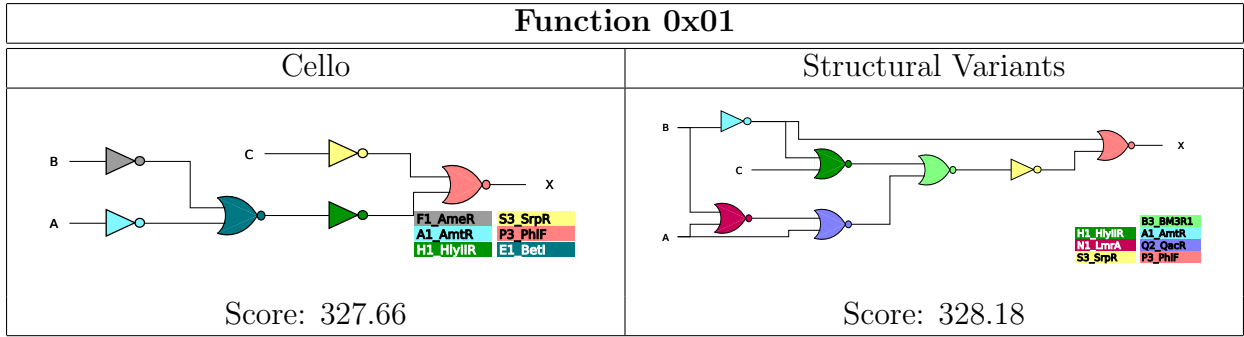 Function 0x01
Cello
Structural Variants
B
A
C
X
F1_AmeR S3_SrpR
A1_AmtR P3_PhlF
H1_HlyIIR E1_BetI
B
C
A
X
B3_BM3R1
H1_HlyIIR A1_AmtR
N1_LmrA Q2_QacR
S3_SrpR P3_PhlF
Score: 327.66
Score: 328.18